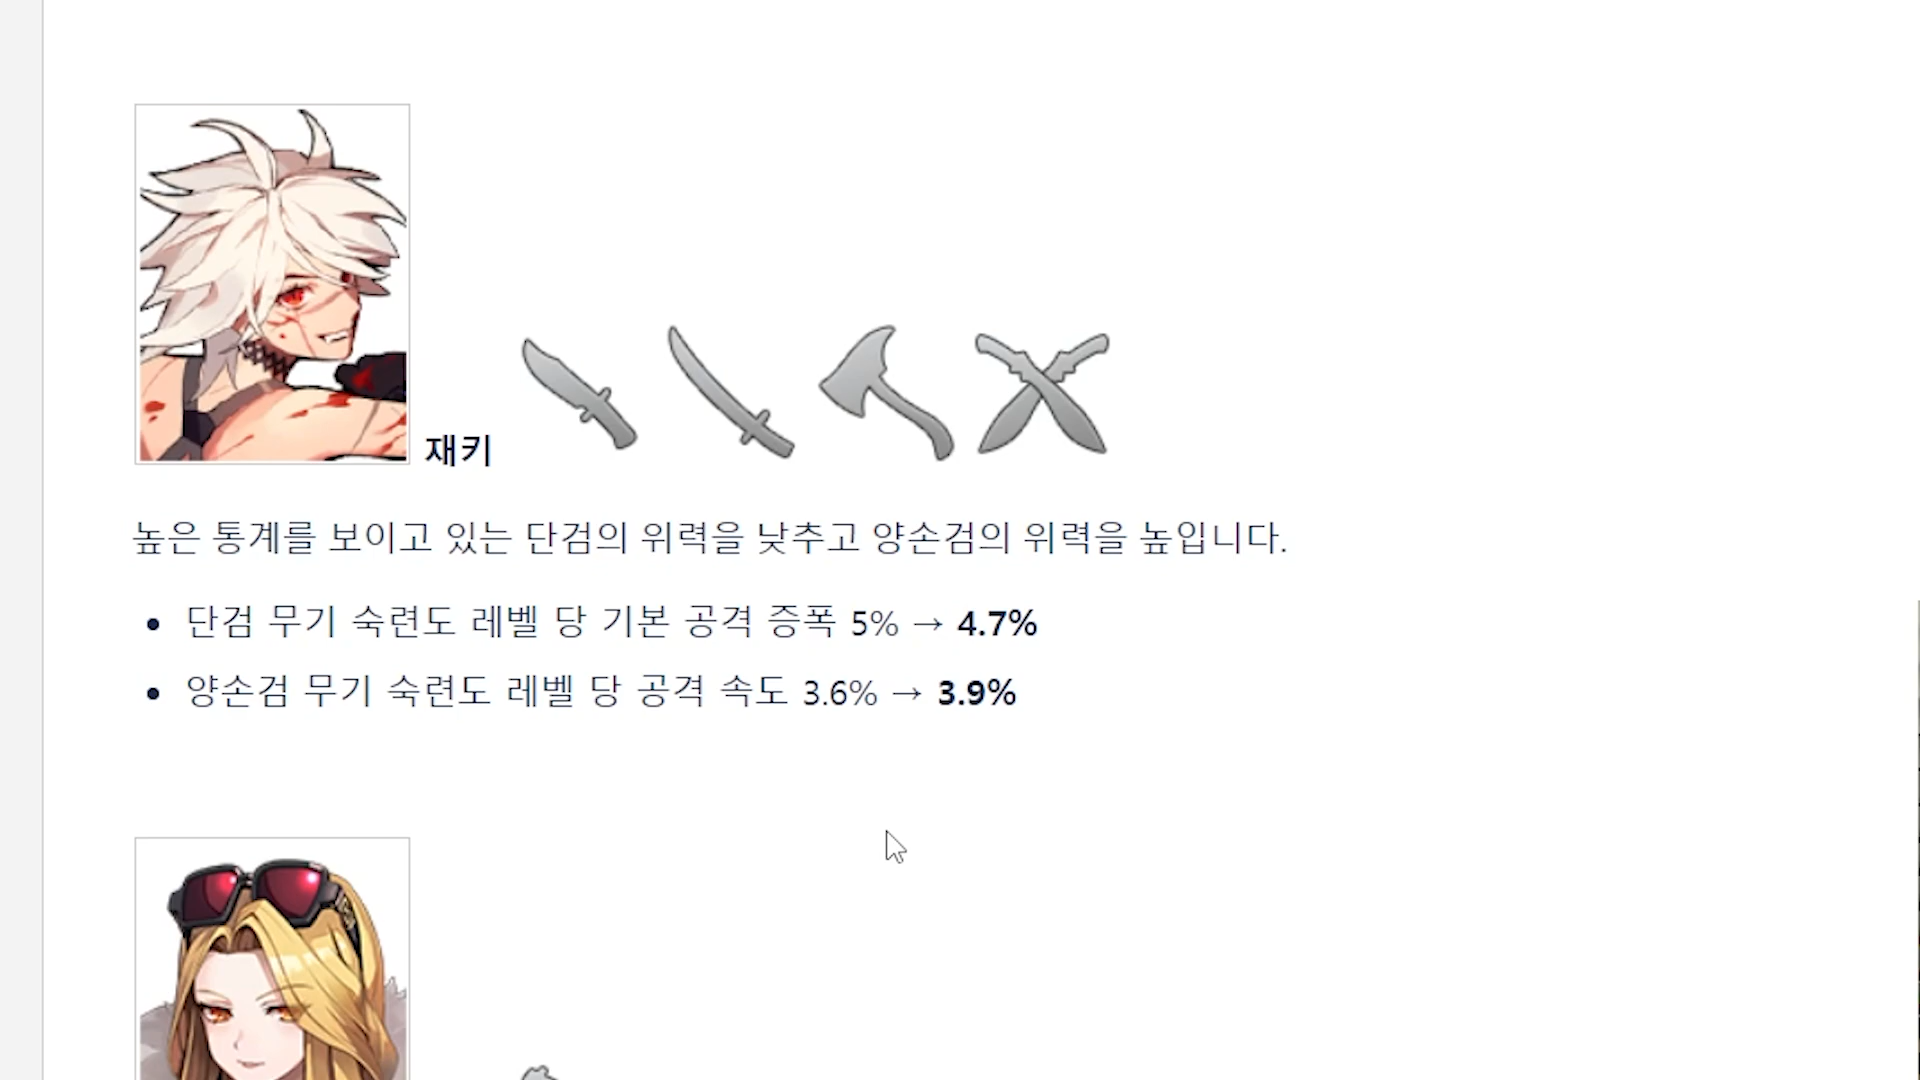 재키
높은 통계를 보이고 있는 단검의 위력을 낮추고 양손검의 위력을 높입니다.
• 단검 무기 숙련도 레벨 당 기본 공격 증폭 5% → 4.7%
• 양손검 무기 숙련도 레벨 당 공격 속도 3.6% → 3.9%